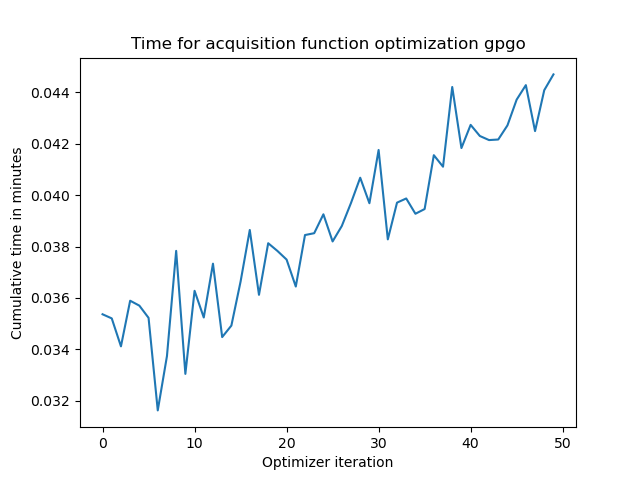 Time for acquisition function optimization gpgo
Cumulative time in minutes
0.044
0.042
0.040
0.038
0.036
0.034
0.032
0 10 20 30 40 50
Optimizer iteration